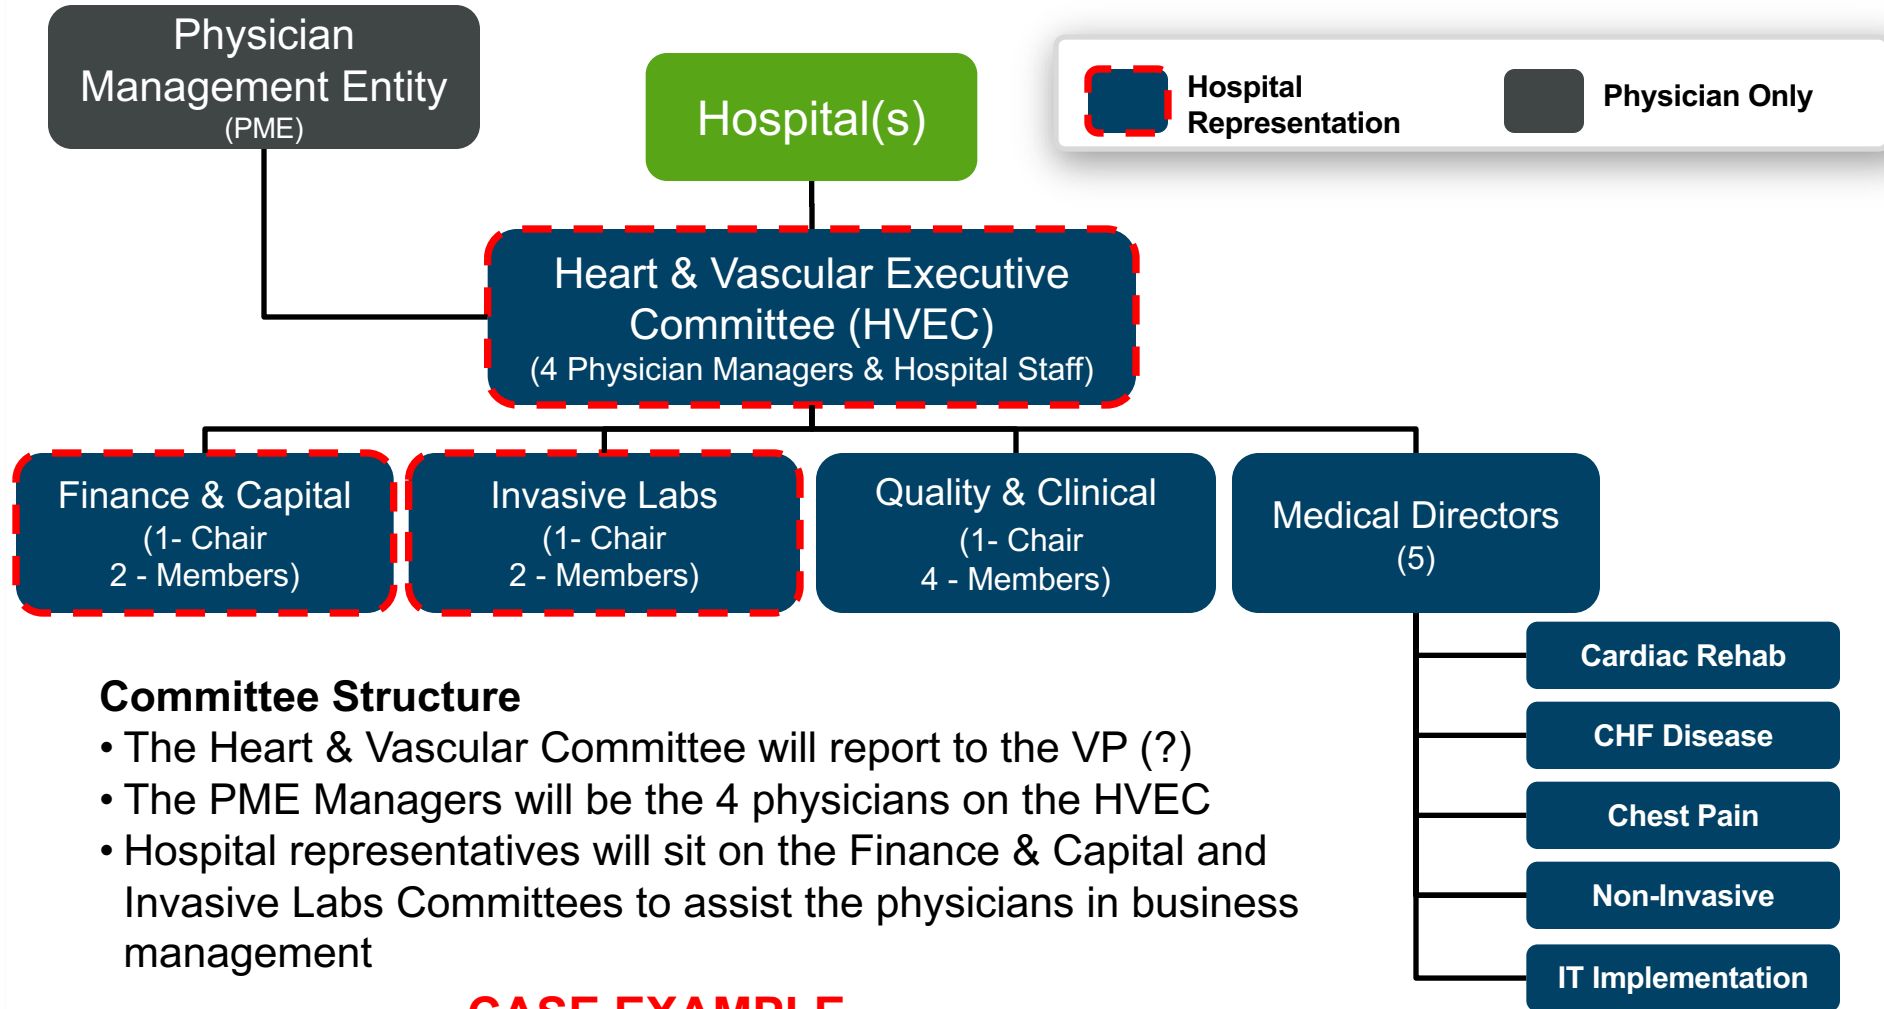 Physician
Management Entity
(PME)
Hospital(s)
Hospital
Representation
Physician Only
Heart & Vascular Executive
Committee (HVEC)
(4 Physician Managers & Hospital Staff)
Finance & Capital
(1- Chair
2 - Members)
Invasive Labs
(1- Chair
2 - Members)
Quality & Clinical
(1- Chair
4 - Members)
Medical Directors
(5)
Cardiac Rehab
CHF Disease
Chest Pain
Non-Invasive
IT Implementation
Committee Structure
• The Heart & Vascular Committee will report to the VP (?)
• The PME Managers will be the 4 physicians on the HVEC
• Hospital representatives will sit on the Finance & Capital and
Invasive Labs Committees to assist the physicians in business
management
CASE EXAMPLE